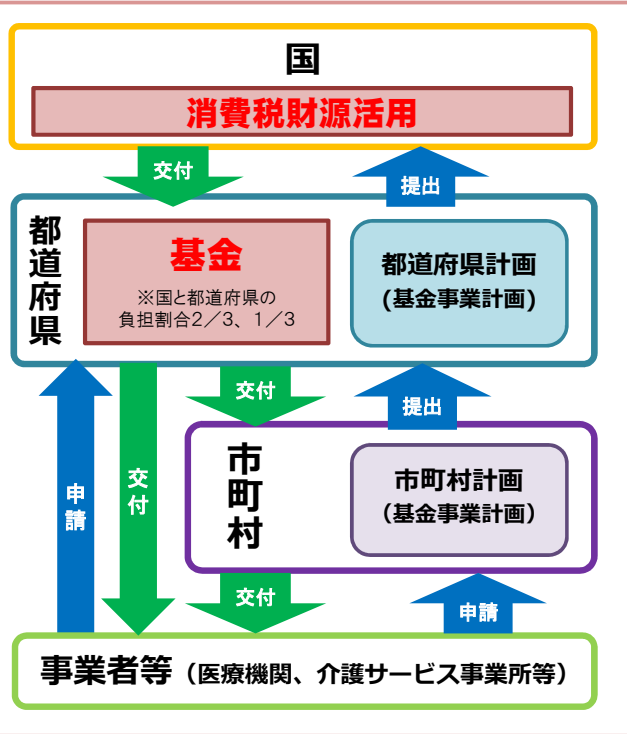 国
消費税財源活用
交付
提出
都道府県
基金
※国と都道府県の
負担割合2／3、1／3
都道府県計画
(基金事業計画)
交付
提出
申請
交付
市町村
市町村計画
（基金事業計画）
交付
申請
事業者等（医療機関、介護サービス事業所等）